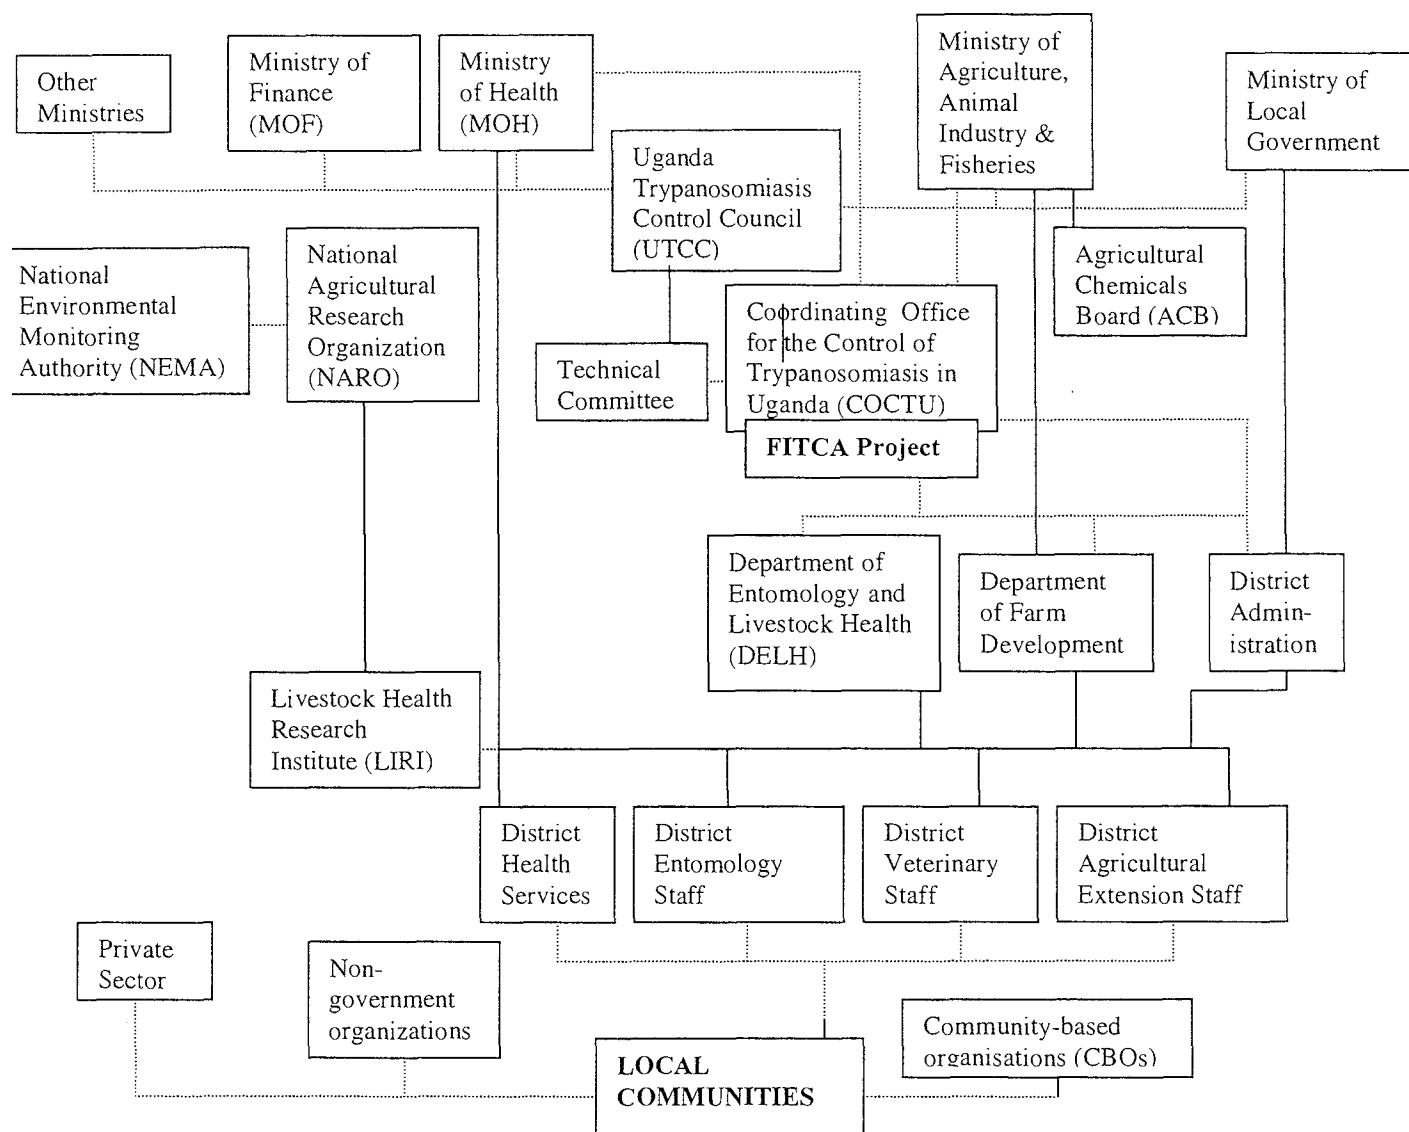 Other
Ministries
Ministry of
Finance
(MOF)
Ministry
of Health
(MOH)
Ministry of
Agriculture,
Animal
Industry &
Fisheries
Ministry of
Local
Government
Uganda
Trypanosomiasis
Control Council
(UTCC)
National
Environmental
Monitoring
Authority (NEMA)
National
Agricultural
Research
Organization
(NARO)
Agricultural
Chemicals
Board (ACB)
Technical
Committee
Coordinating Office
for the Control of
Trypanosomiasis in
Uganda (COCTU)
FITCA Project
Department of
Entomology and
Livestock Health
(DELH)
Department
of Farm
Development
District
Admin-
istration
Livestock Health
Research
Institute (LIRI)
District
Health
Services
District
Entomology
Staff
District
Veterinary
Staff
District
Agricultural
Extension Staff
Private
Sector
Non-
government
organizations
Community-based
organisations (CBOs)
LOCAL
COMMUNITIES